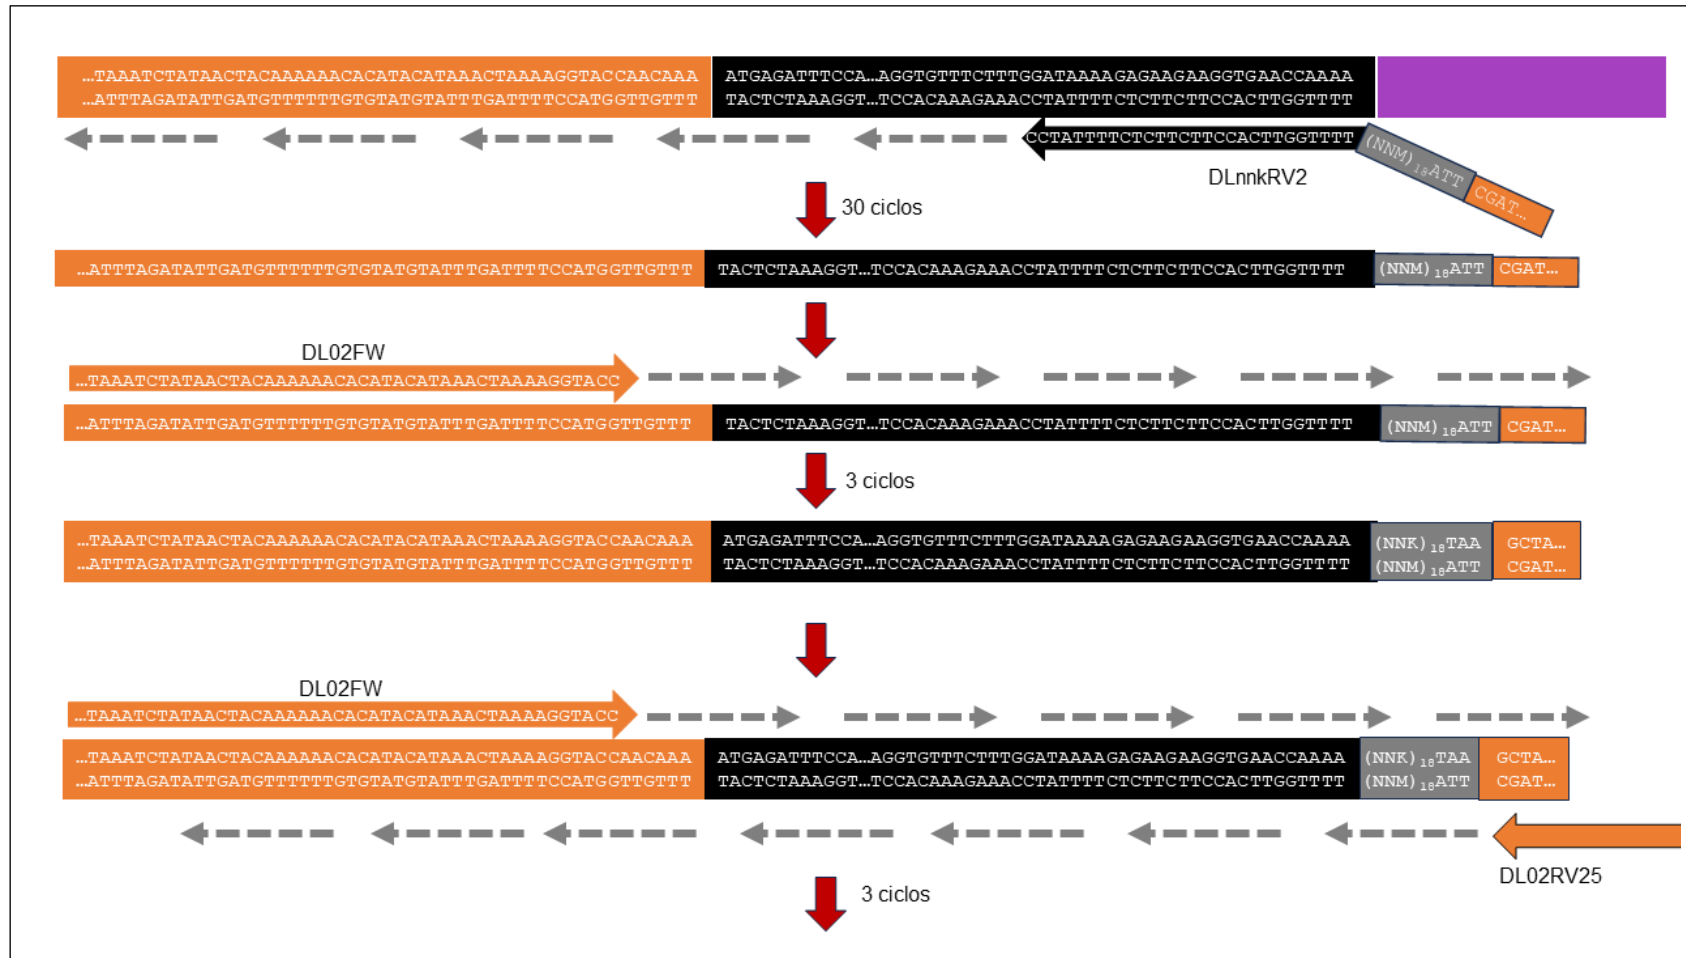 …TAAATCTATAACTACAAAAAACACATACATAAACTAAAAGGTACCAACAAA ATGAGATTTCCA…AGGTGTTTCTTTGGATAAAAGAGAAGAAGGTGAACCAAAA
…ATTTAGATATTGATGTTTTTTGTGTATGTATTTGATTTTCCATGGTTGTTT TACTCTAAAGGT…TCCACAAAGAAACCTATTTTCTCTTCTTCCACTTGGTTTT
CCTATTTTCTCTTCTTCCACTTGGTTTT (NNM)18ATT CGAT…
DLnnkRV2
30 ciclos
…ATTTAGATATTGATGTTTTTTGTGTATGTATTTGATTTTCCATGGTTGTTT TACTCTAAAGGT…TCCACAAAGAAACCTATTTTCTCTTCTTCCACTTGGTTTT (NNM)18ATT CGAT…
DL02FW
…TAAATCTATAACTACAAAAAACACATACATAAACTAAAAGGTACC
…ATTTAGATATTGATGTTTTTTGTGTATGTATTTGATTTTCCATGGTTGTTT TACTCTAAAGGT…TCCACAAAGAAACCTATTTTCTCTTCTTCCACTTGGTTTT (NNM)18ATT CGAT…
3 ciclos
…TAAATCTATAACTACAAAAAACACATACATAAACTAAAAGGTACCAACAAA ATGAGATTTCCA…AGGTGTTTCTTTGGATAAAAGAGAAGAAGGTGAACCAAAA (NNK)18TAA GCTA…
…ATTTAGATATTGATGTTTTTTGTGTATGTATTTGATTTTCCATGGTTGTTT TACTCTAAAGGT…TCCACAAAGAAACCTATTTTCTCTTCTTCCACTTGGTTTT (NNM)18ATT CGAT…
DL02FW
…TAAATCTATAACTACAAAAAACACATACATAAACTAAAAGGTACC
…TAAATCTATAACTACAAAAAACACATACATAAACTAAAAGGTACCAACAAA ATGAGATTTCCA…AGGTGTTTCTTTGGATAAAAGAGAAGAAGGTGAACCAAAA (NNK)18TAA GCTA…
…ATTTAGATATTGATGTTTTTTGTGTATGTATTTGATTTTCCATGGTTGTTT TACTCTAAAGGT…TCCACAAAGAAACCTATTTTCTCTTCTTCCACTTGGTTTT (NNM)18ATT CGAT…
DL02RV25
3 ciclos